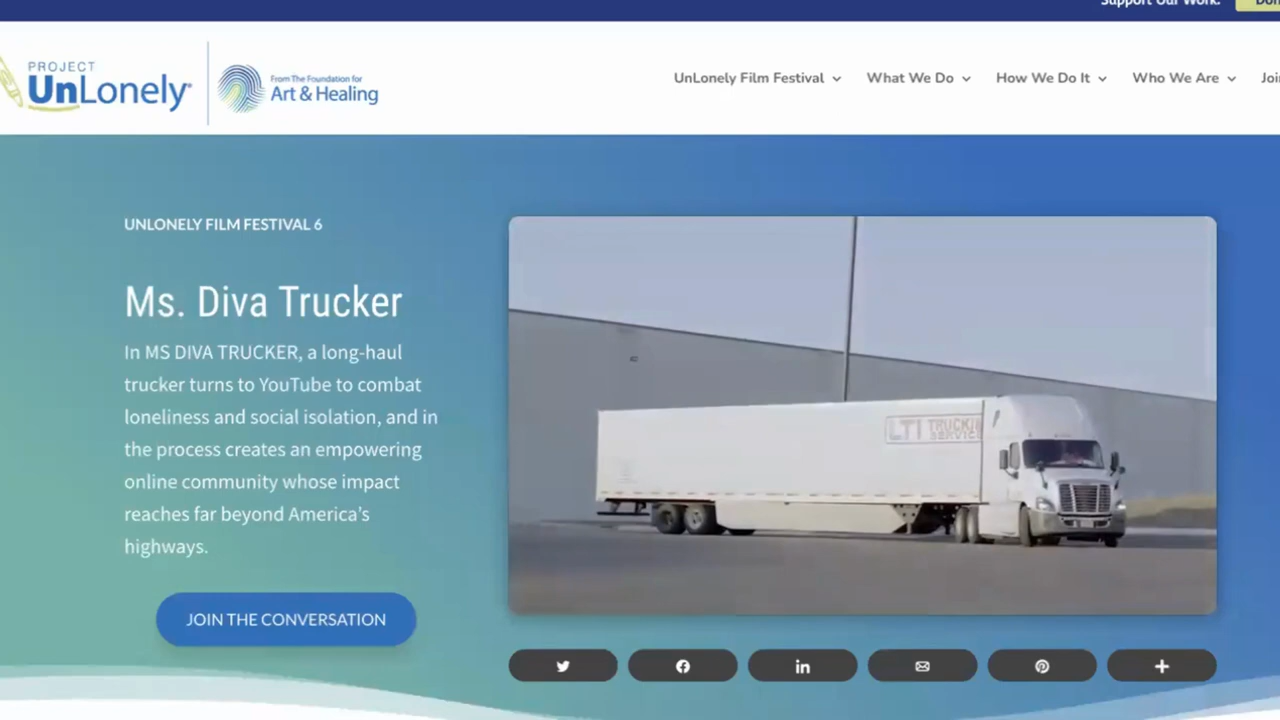 Support Our Work.
PROJECT
UnLonely®
From The Foundation for
Art & Healing
UnLonely Film Festival
What We Do
How We Do It
Who We Are
UNLONELY FILM FESTIVAL 6
Ms. Diva Trucker
In MS DIVA TRUCKER, a long-haul
trucker turns to YouTube to combat
loneliness and social isolation, and in
the process creates an empowering
online community whose impact
reaches far beyond America's
highways.
JOIN THE CONVERSATION
LTI